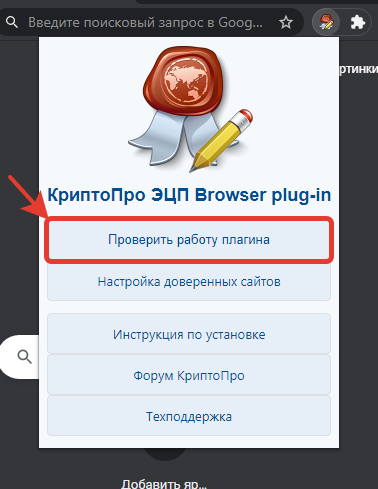 Введите поисковый запрос в Goog...
артинки
КриптоПро ЭЦП Browser plug-in
Проверить работу плагина
Настройка доверенных сайтов
Инструкция по установке
Форум КриптоПро
Техподдержка
Добавить яр...